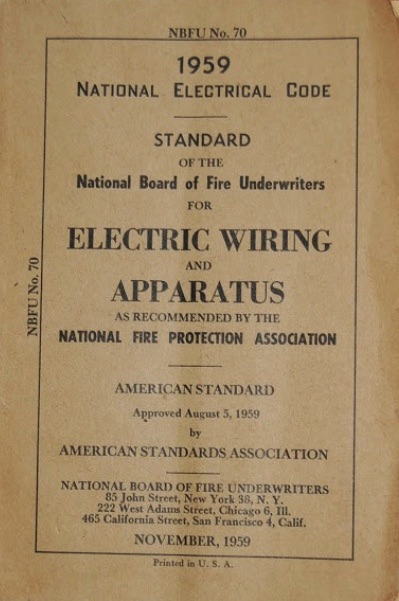 NBFU No. 70
1959
NATIONAL ELECTRICAL CODE
STANDARD
OF THE
National Board of Fire Underwriters
FOR
ELECTRIC WIRING
AND
APPARATUS
AS RECOMMENDED BY THE
NATIONAL FIRE PROTECTION ASSOCIATION
NBFU No. 70
AMERICAN STANDARD
Approved August 5, 1959
by
AMERICAN STANDARDS ASSOCIATION
NATIONAL BOARD OF FIRE UNDERWRITERS
85 John Street, New York 38, N. Y.
222 West Adams Street, Chicago 6, Ill.
465 California Street, San Francisco 4, Calif.
NOVEMBER, 1959
Printed in U. S. A.